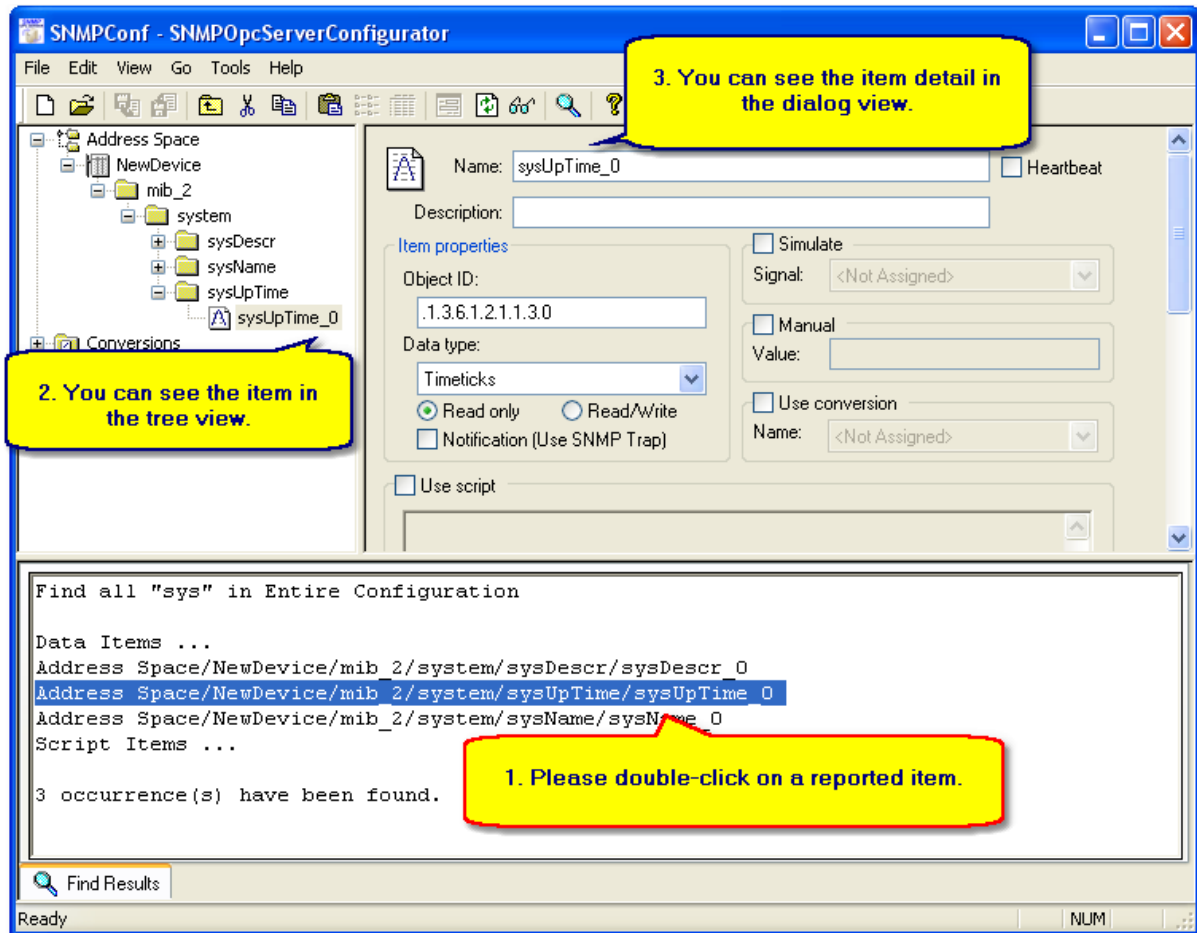 SNMPConf - SNMPOpcServerConfigurator
File Edit View Go Tools Help
3. You can see the item detail in
the dialog view.
Address Space
NewDevice
mib_2
system
sysDescr
sysName
sysUpTime
sysUpTime_0
Conversions
2. You can see the item in
the tree view.
Name: sysUpTime_0
Heartbeat
Description:
Item properties
Object ID:
.1.3.6.1.2.1.1.3.0
Data type:
Timeticks
Read only Read/Write
Notification (Use SNMP Trap)
Simulate
Signal: <Not Assigned>
Manual
Value:
Use conversion
Name: <Not Assigned>
Use script
Find all "sys" in Entire Configuration
Data Items ...
Address Space/NewDevice/mib_2/system/sysDescr/sysDescr_0
Address Space/NewDevice/mib_2/system/sysUpTime/sysUpTime_0
Address Space/NewDevice/mib_2/system/sysName/sysName_0
Script Items ...
1. Please double-click on a reported item.
3 occurrence(s) have been found.
Find Results
Ready
NUM